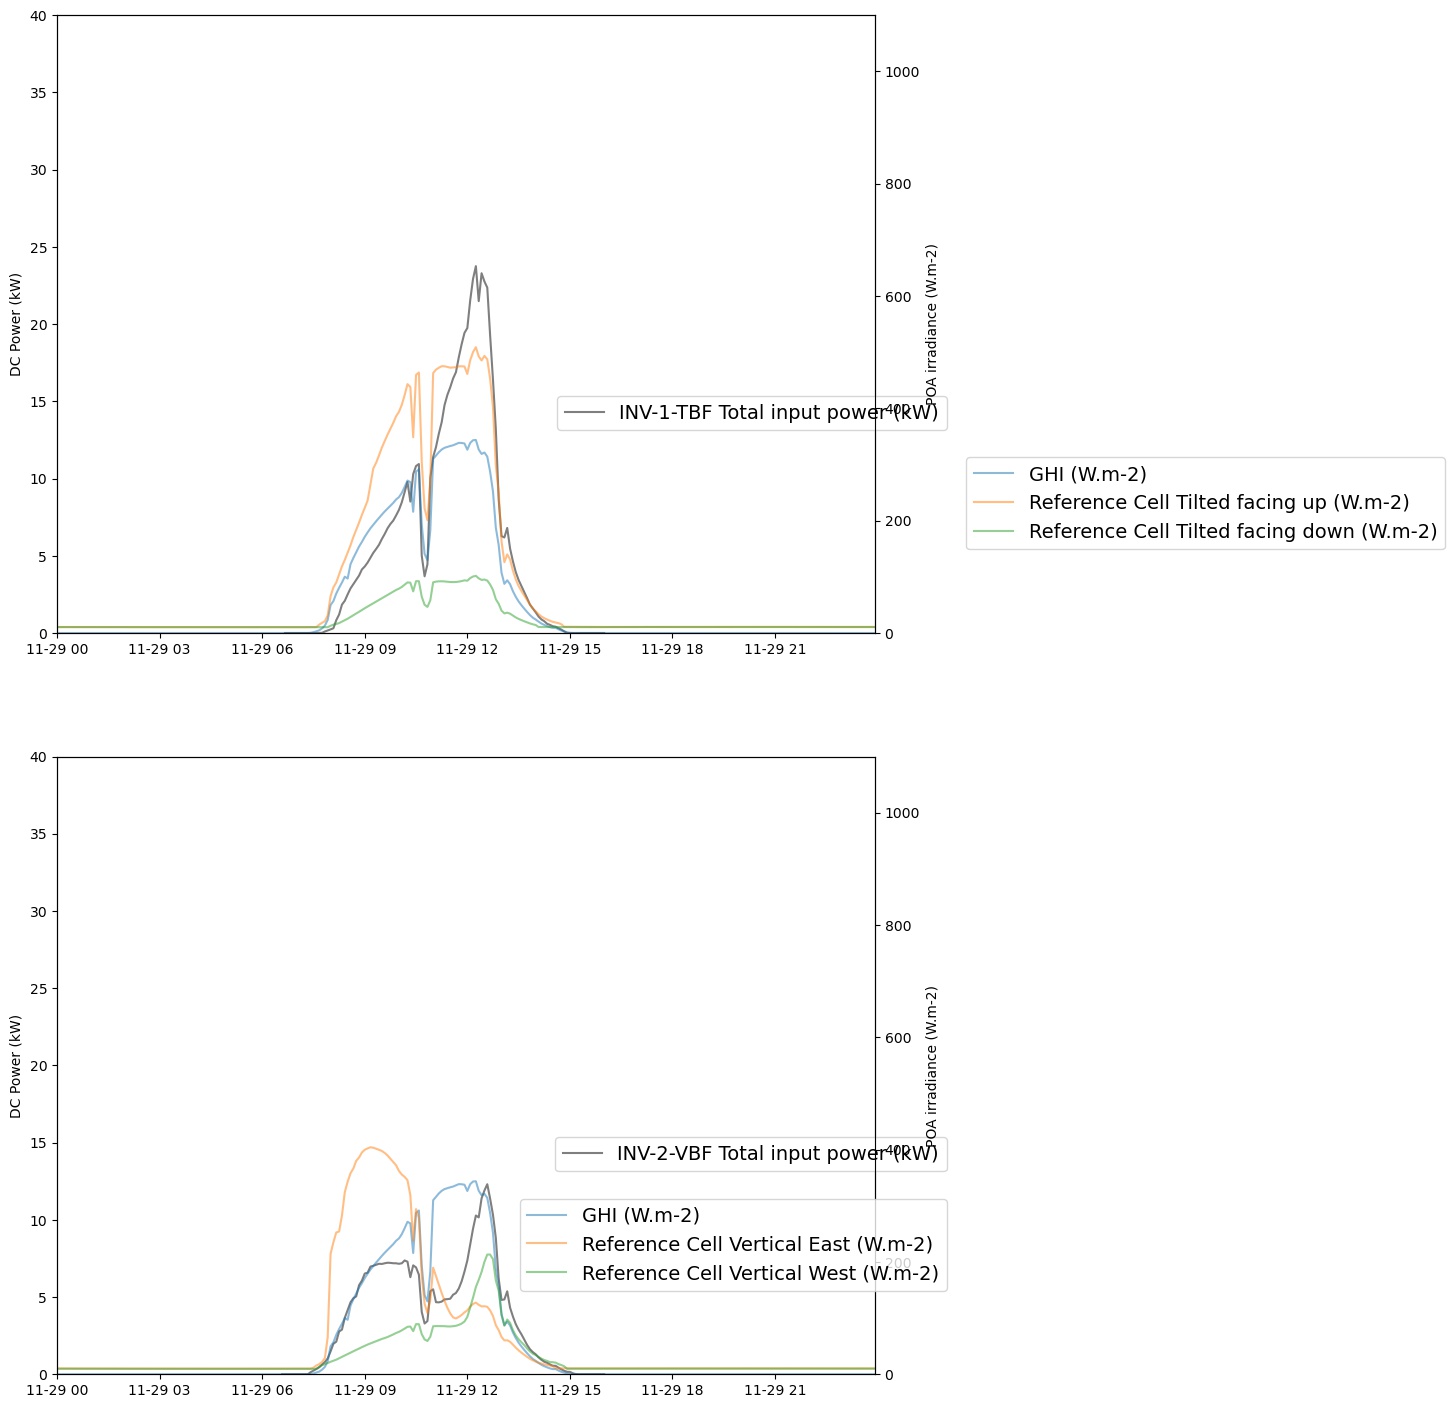 40
35
30
25
20
15
10
5
0
DC Power (kW)
1000
800
600
400
200
0
POA irradiance (W.m-2)
INV-1-TBF Total input power (kW)
GHI (W.m-2)
Reference Cell Tilted facing up (W.m-2)
Reference Cell Tilted facing down (W.m-2)
11-29 00 11-29 03 11-29 06 11-29 09 11-29 12 11-29 15 11-29 18 11-29 21
40
35
30
25
20
15
10
5
0
DC Power (kW)
1000
800
600
400
200
0
POA irradiance (W.m-2)
INV-2-VBF Total input power (kW)
GHI (W.m-2)
Reference Cell Vertical East (W.m-2)
Reference Cell Vertical West (W.m-2)
11-29 00 11-29 03 11-29 06 11-29 09 11-29 12 11-29 15 11-29 18 11-29 21